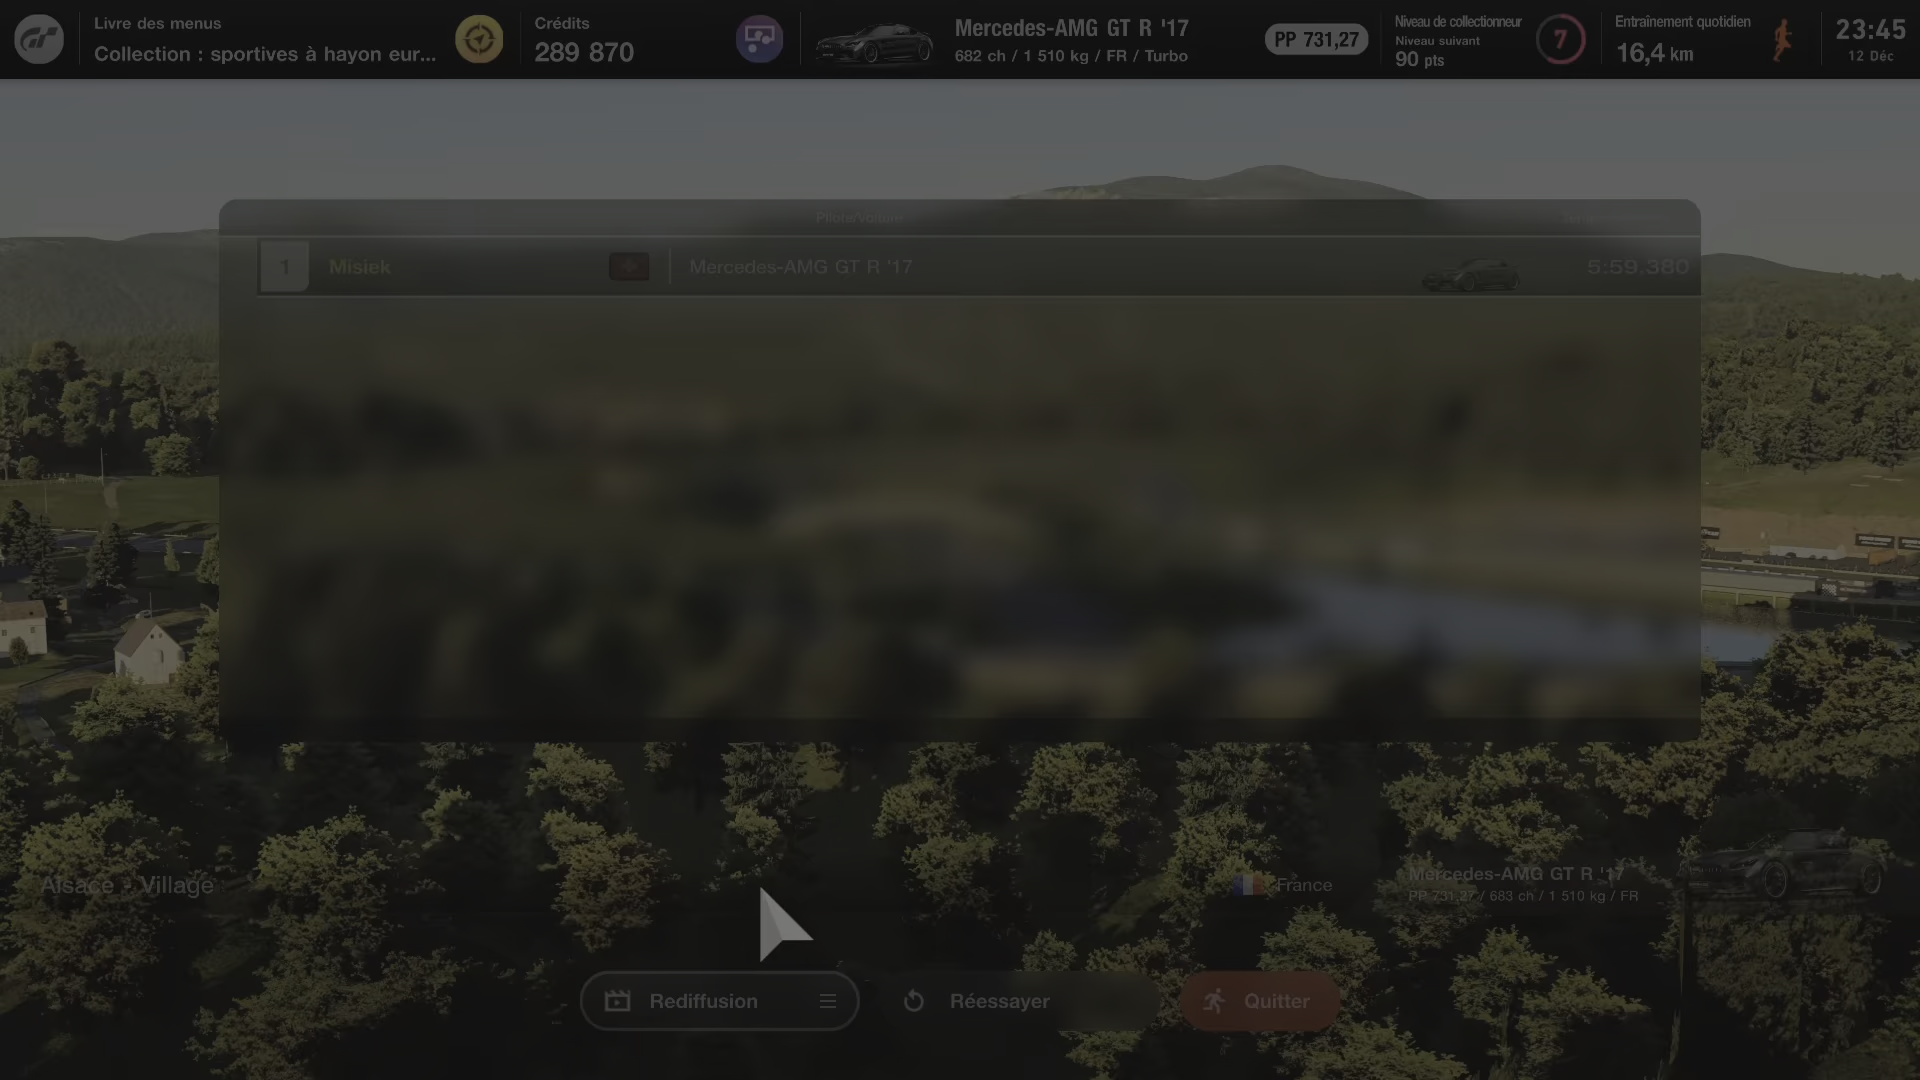 Livre des menus
Collection : sportives à hayon eur...
Crédits
289 870
Mercedes-AMG GT R '17
682 ch / 1 510 kg / FR / Turbo
PP 731,27
Niveau de collectionneur
Niveau suivant
90 pts
7
Entraînement quotidien
16,4 km
23:45
12 Déc
Pilote/Voiture
1 Misiek Mercedes-AMG GT R '17 5:59.380
Alsace - Village
France
Mercedes-AMG GT R '17
PP 731,27 / 683 ch / 1 510 kg / FR
Rediffusion
Réessayer
Quitter